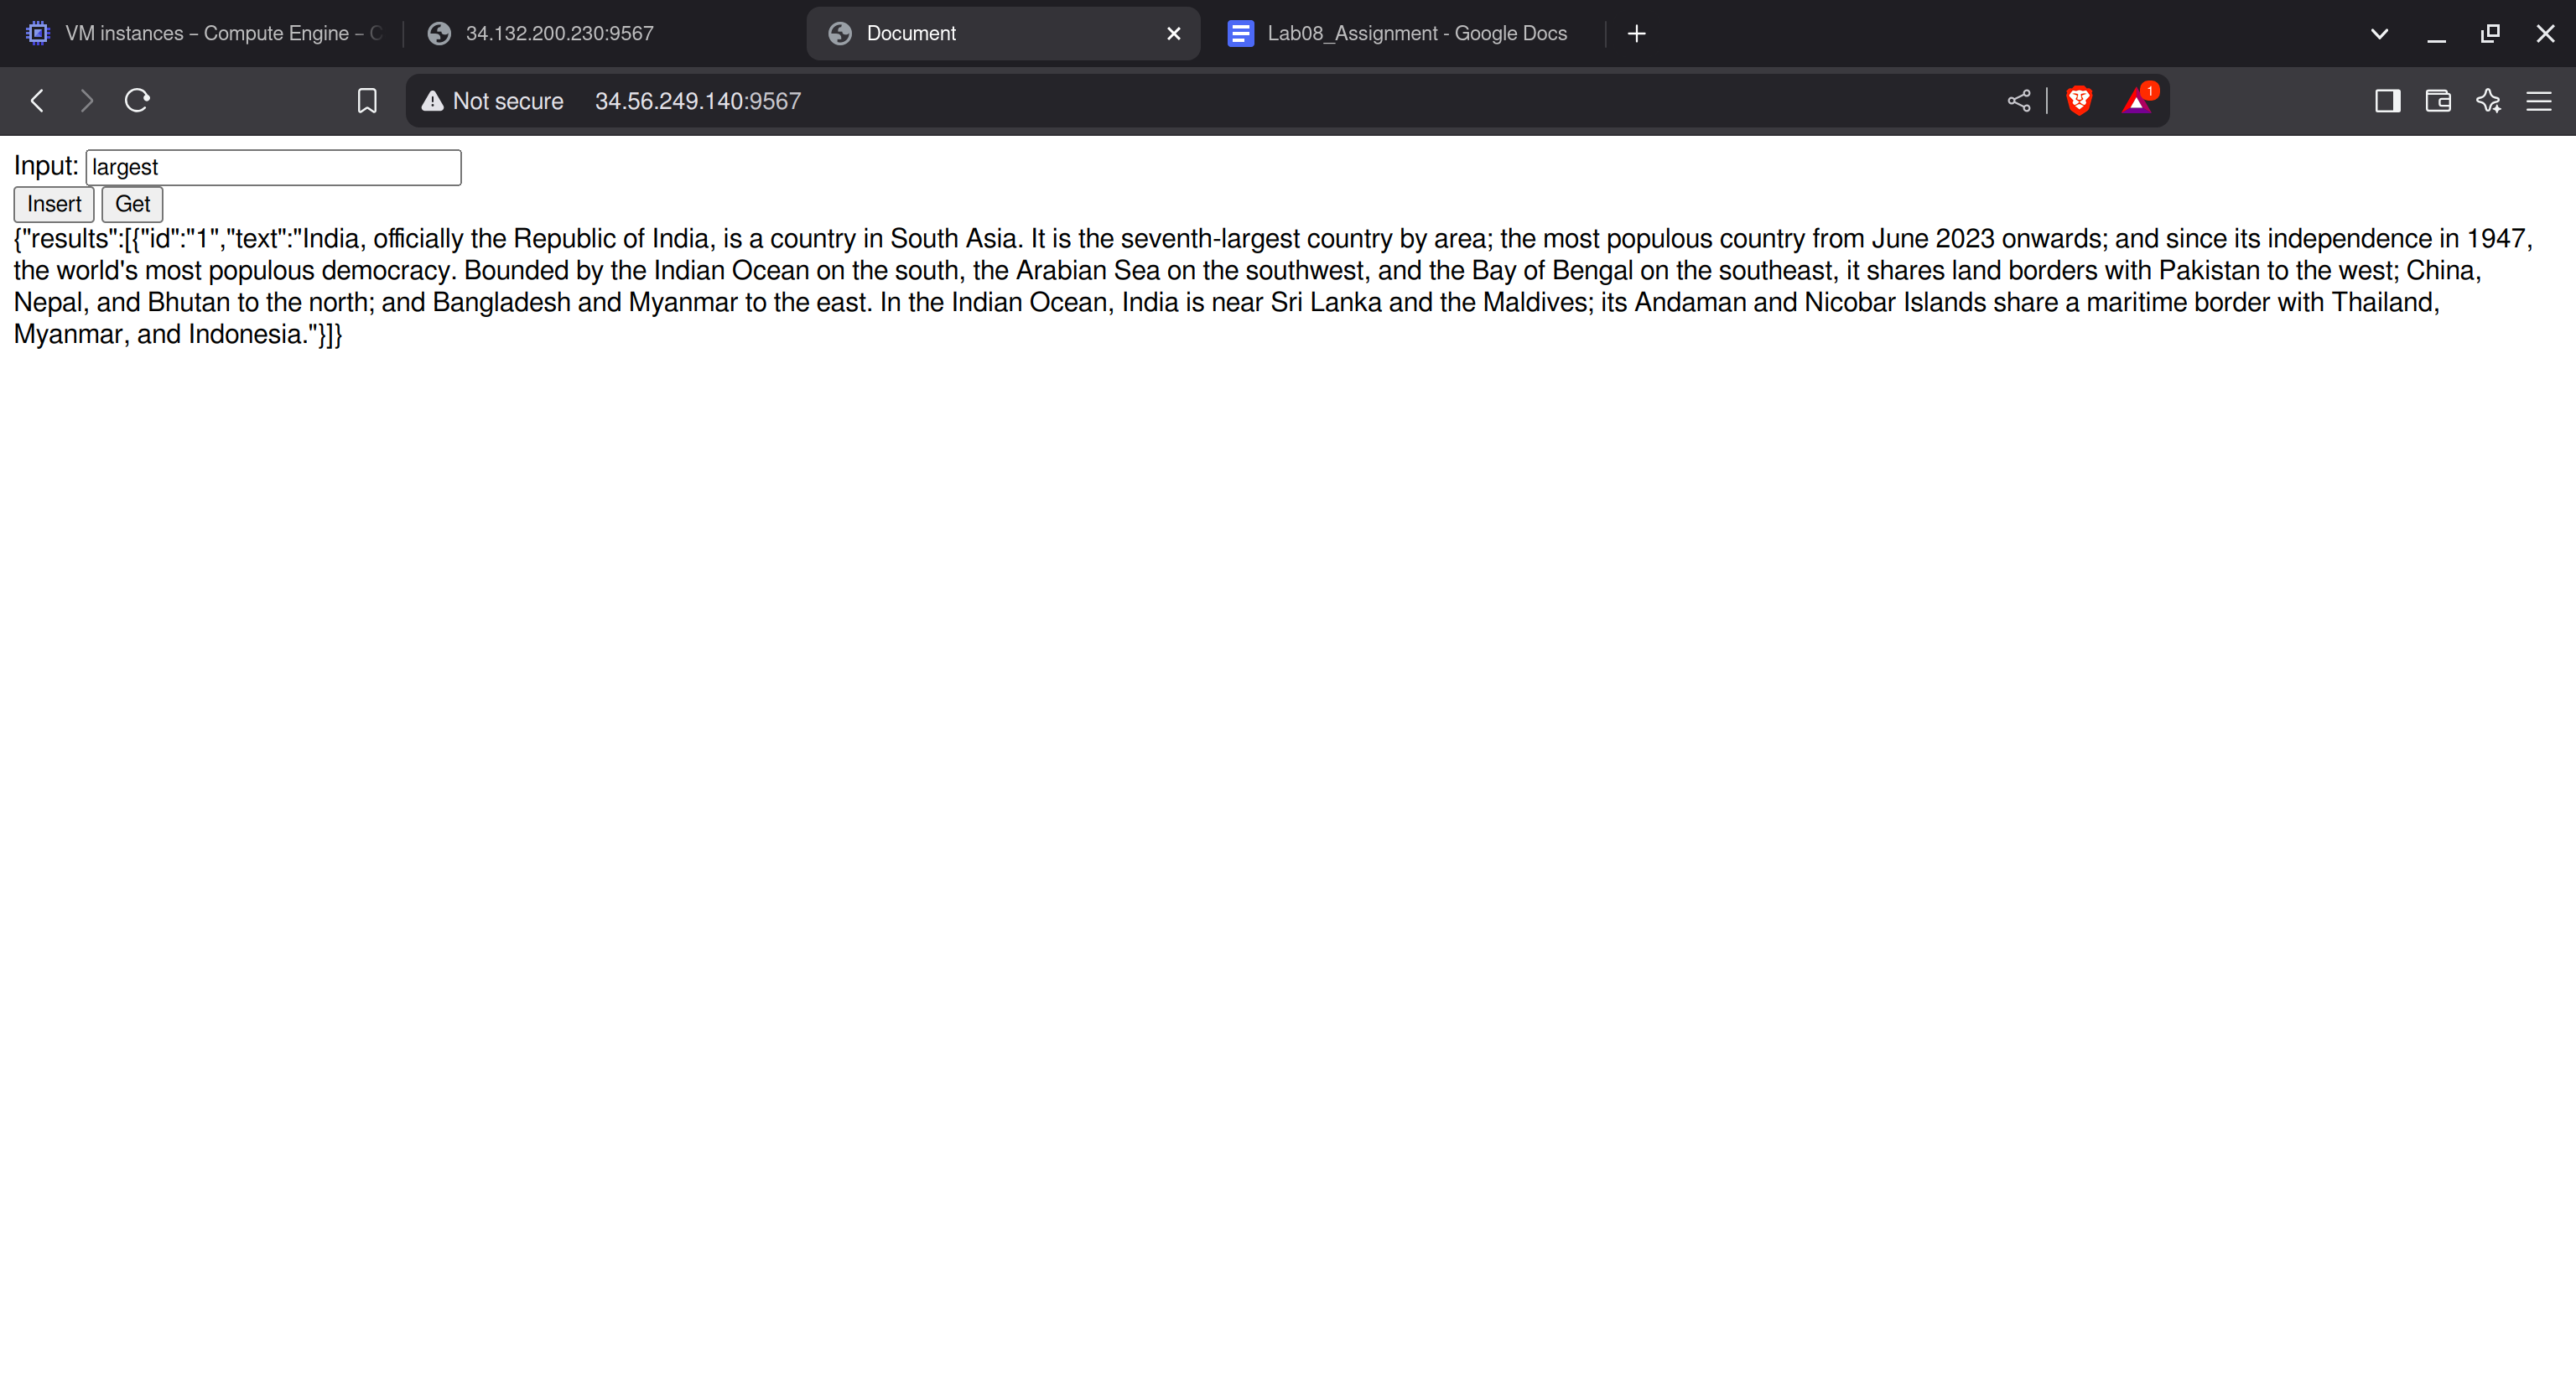 VM instances – Compute Engine – C
34.132.200.230:9567
Document
Lab08_Assignment - Google Docs
Not secure 34.56.249.140:9567
1
Input: largest
Insert Get
{"results":[{"id":"1","text":"India, officially the Republic of India, is a country in South Asia. It is the seventh-largest country by area; the most populous country from June 2023 onwards; and since its independence in 1947,
the world's most populous democracy. Bounded by the Indian Ocean on the south, the Arabian Sea on the southwest, and the Bay of Bengal on the southeast, it shares land borders with Pakistan to the west; China,
Nepal, and Bhutan to the north; and Bangladesh and Myanmar to the east. In the Indian Ocean, India is near Sri Lanka and the Maldives; its Andaman and Nicobar Islands share a maritime border with Thailand,
Myanmar, and Indonesia."}]}